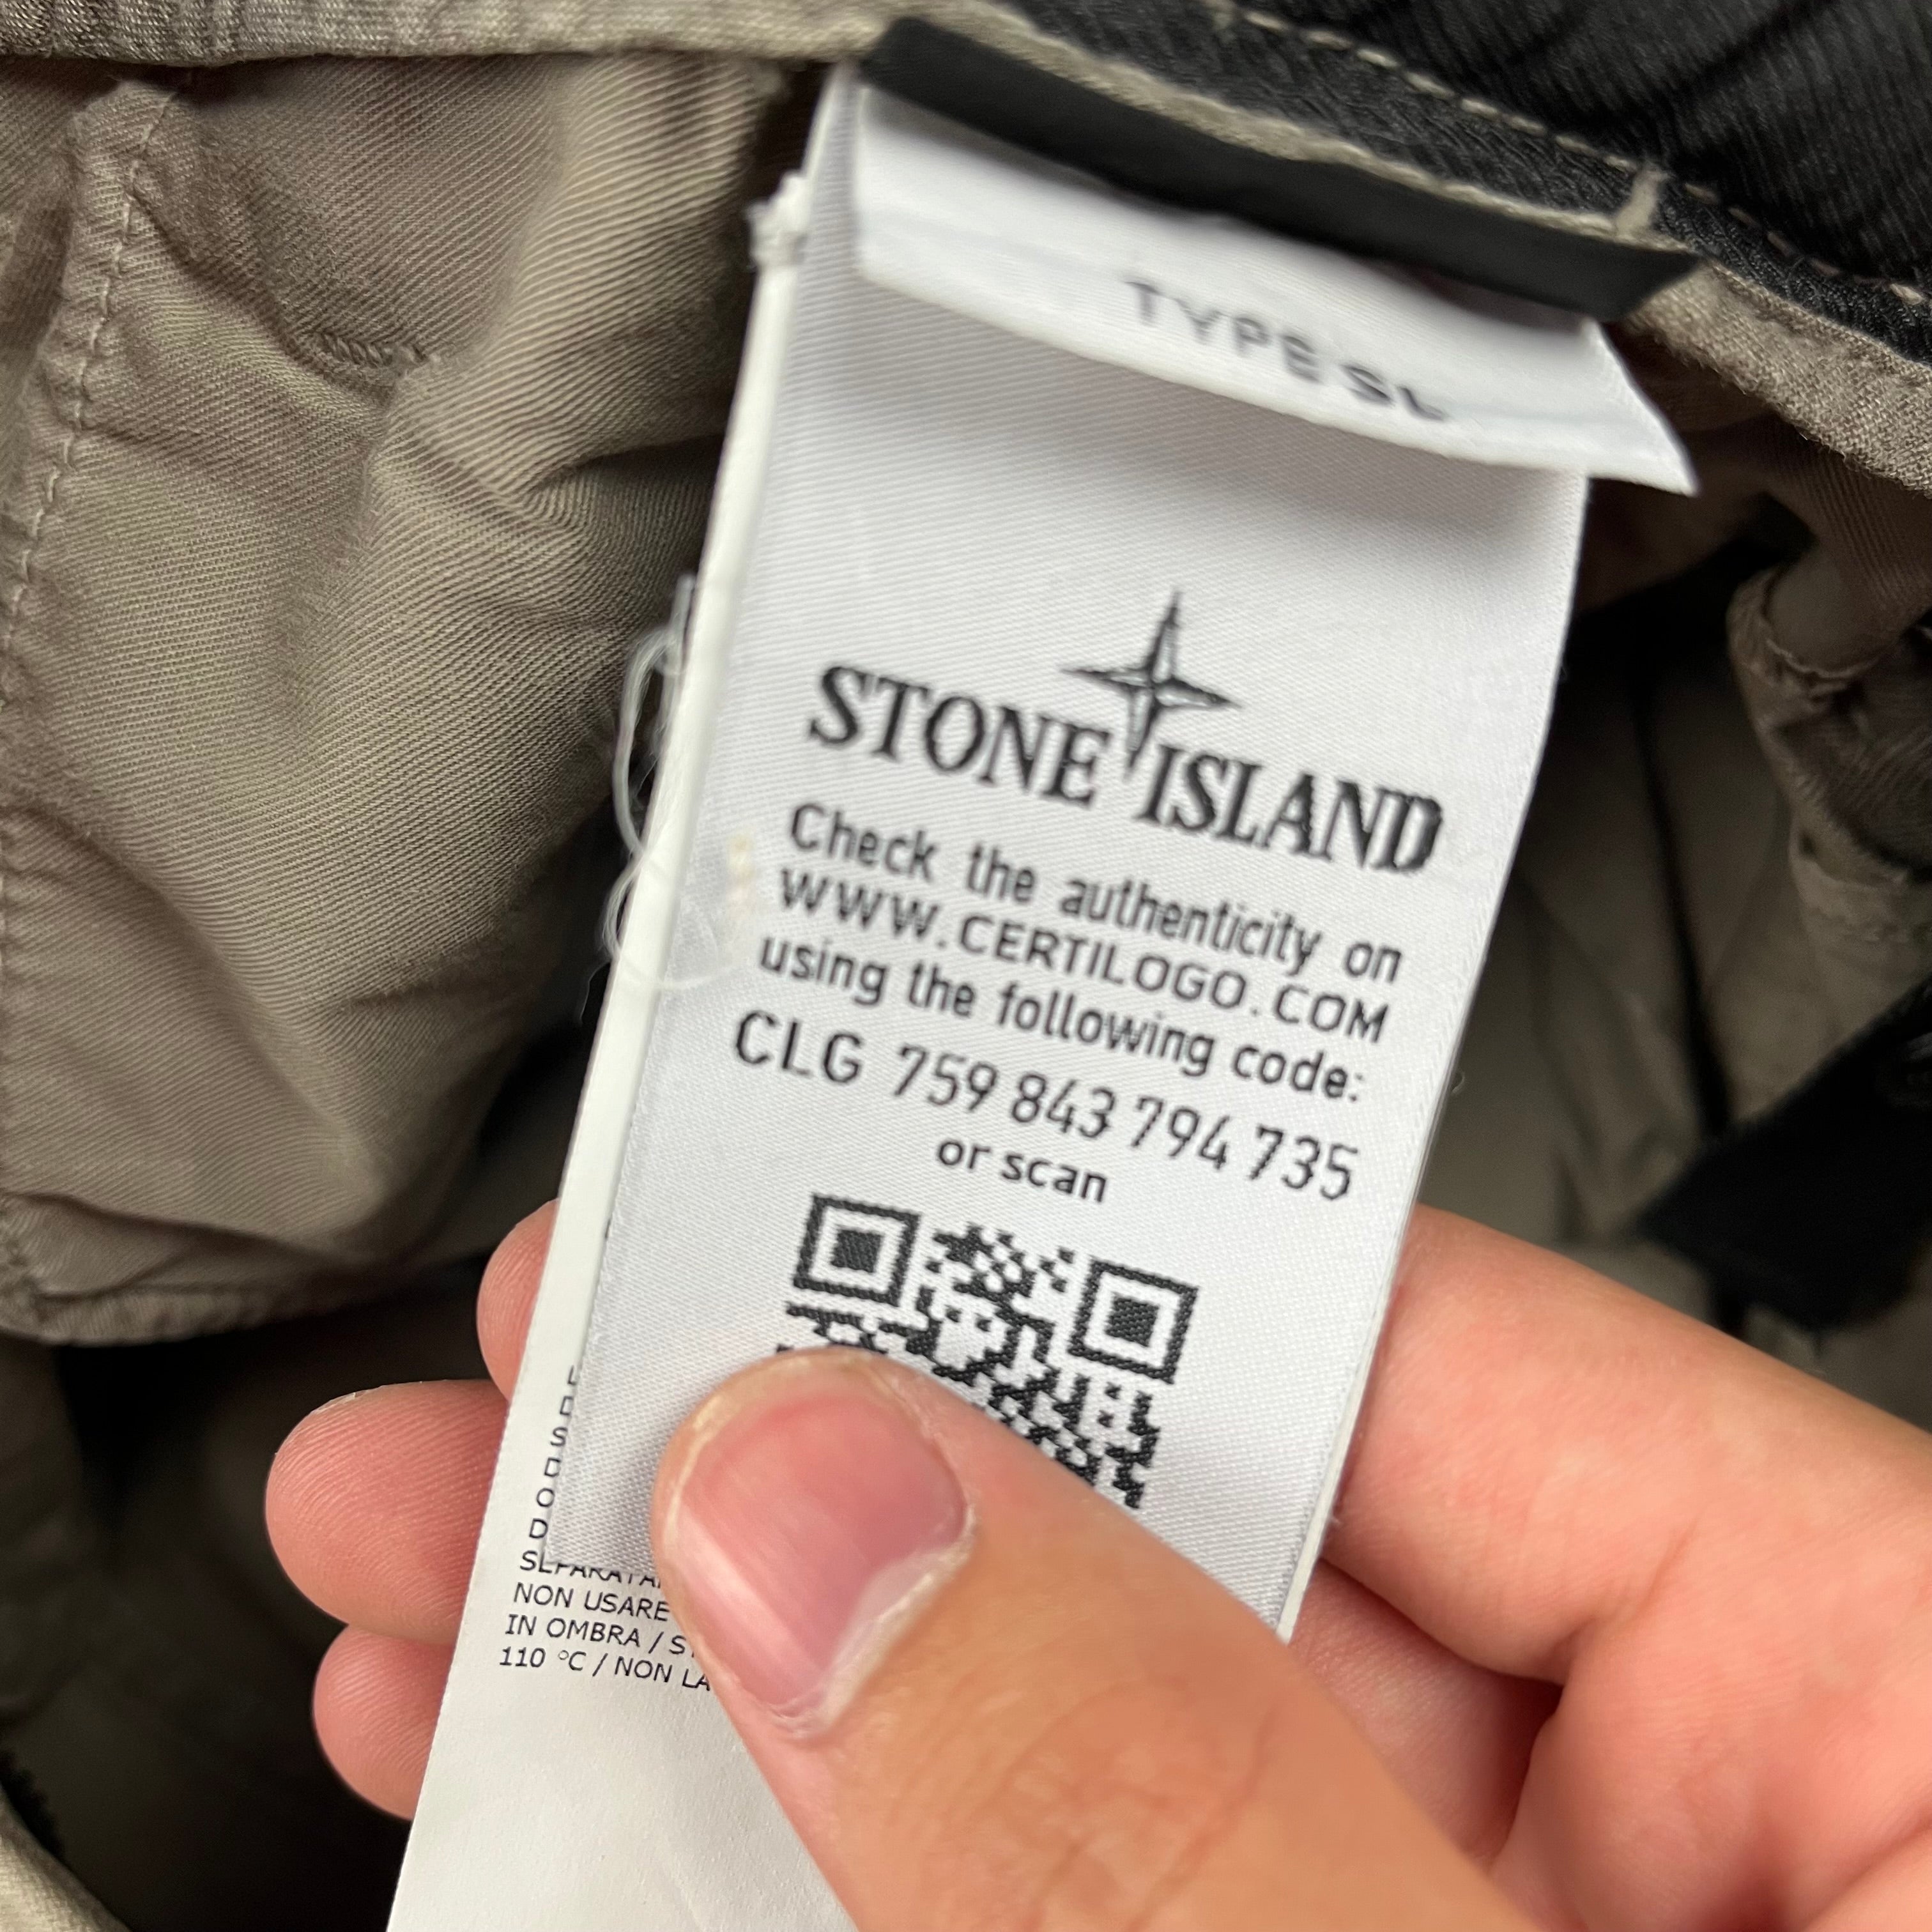 TYPE SL
STONE ISLAND
Check the authenticity on
WWW.CERTILOGO.COM
using the following code:
CLG 759 843 794 735
or scan
NON USARE
IN OMBRA / S
110 °C / NON LA